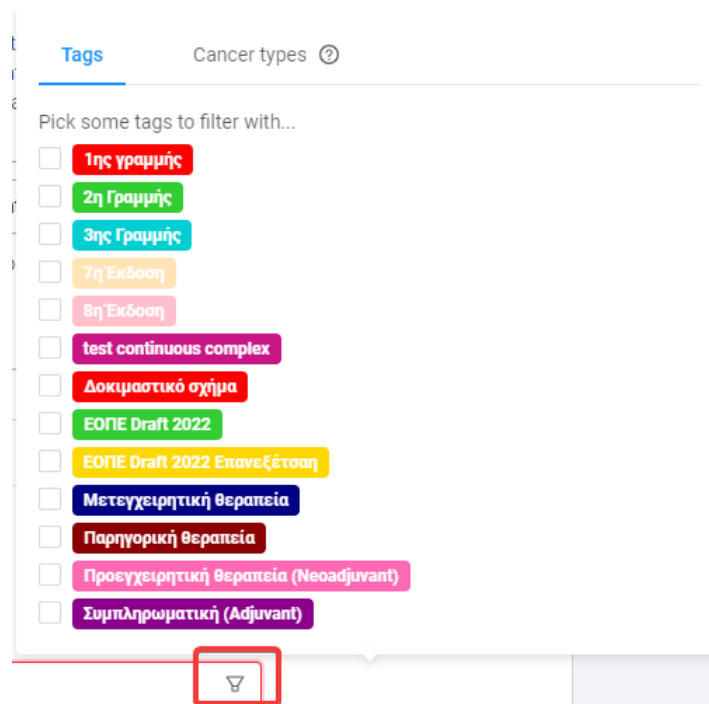 Tags
Cancer types
Pick some tags to filter with...
1ης γραμμής
2η Γραμμής
3ης Γραμμής
7η Έκδοση
8η Έκδοση
test continuous complex
Δοκιμαστικό σχήμα
ΕΟΠΕ Draft 2022
ΕΟΠΕ Draft 2022 Επανεξέτσαη
Μετεγχειρητική θεραπεία
Παρηγορική θεραπεία
Προεγχειρητική θεραπεία (Neoadjuvant)
Συμπληρωματική (Adjuvant)